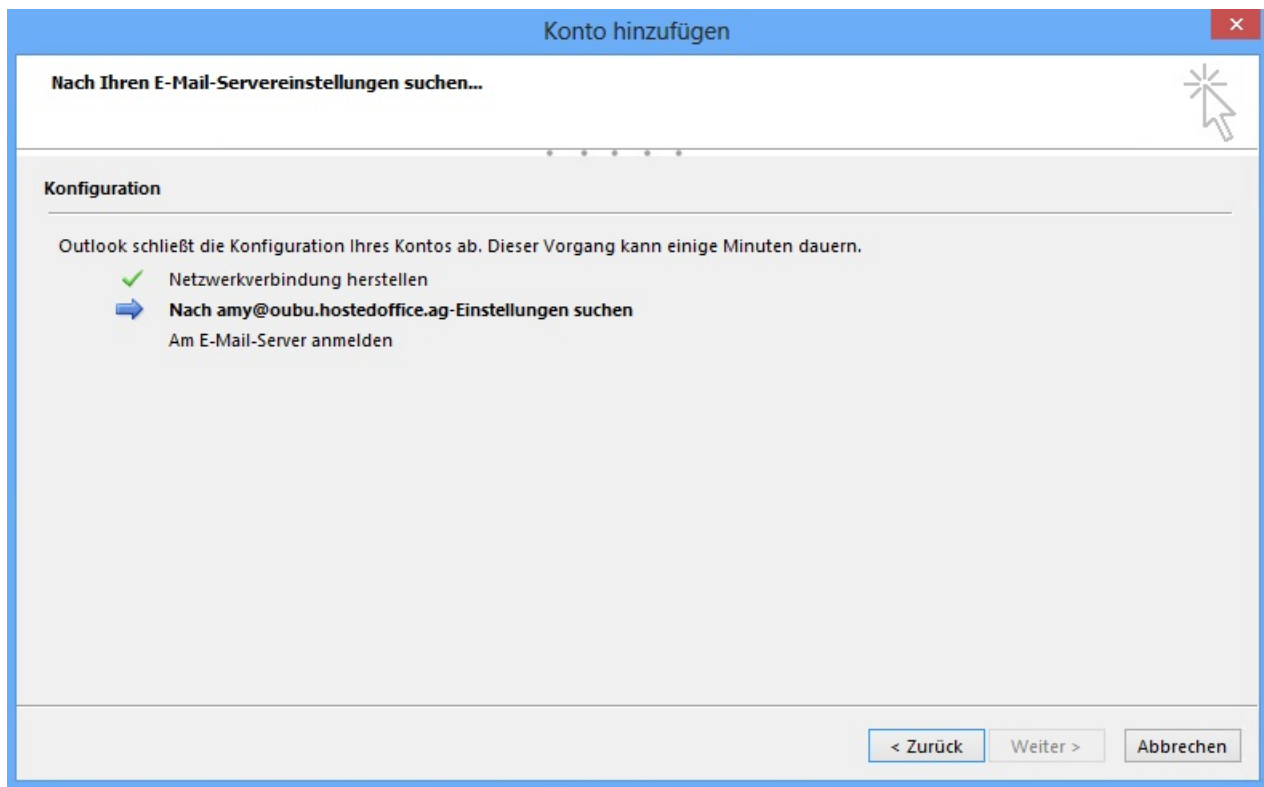 Konto hinzufügen
Nach Ihren E-Mail-Servereinstellungen suchen...
Konfiguration
Outlook schließt die Konfiguration Ihres Kontos ab. Dieser Vorgang kann einige Minuten dauern.
Netzwerkverbindung herstellen
Nach amy@oubu.hostedoffice.ag-Einstellungen suchen
Am E-Mail-Server anmelden
< Zurück Weiter > Abbrechen